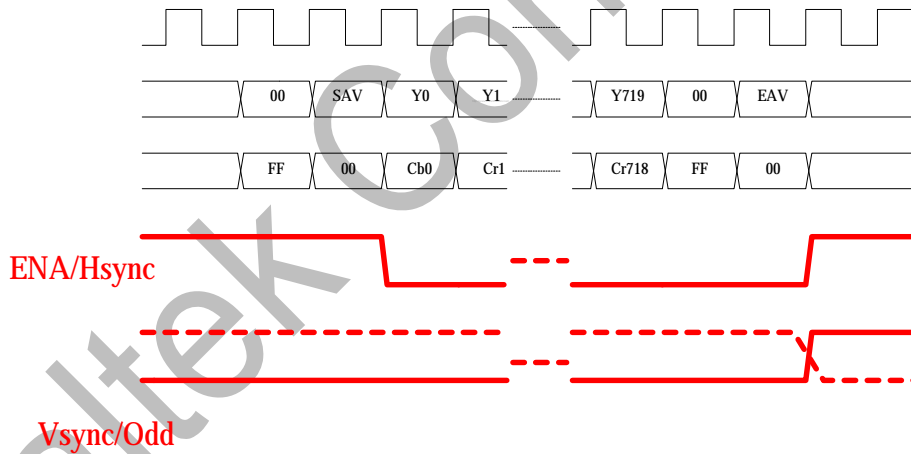 00 SAV Y0 Y1 Y719 00 EAV
FF 00 Cb0 Cr1 Cr718 FF 00
ENA/Hsync
Vsync/Odd